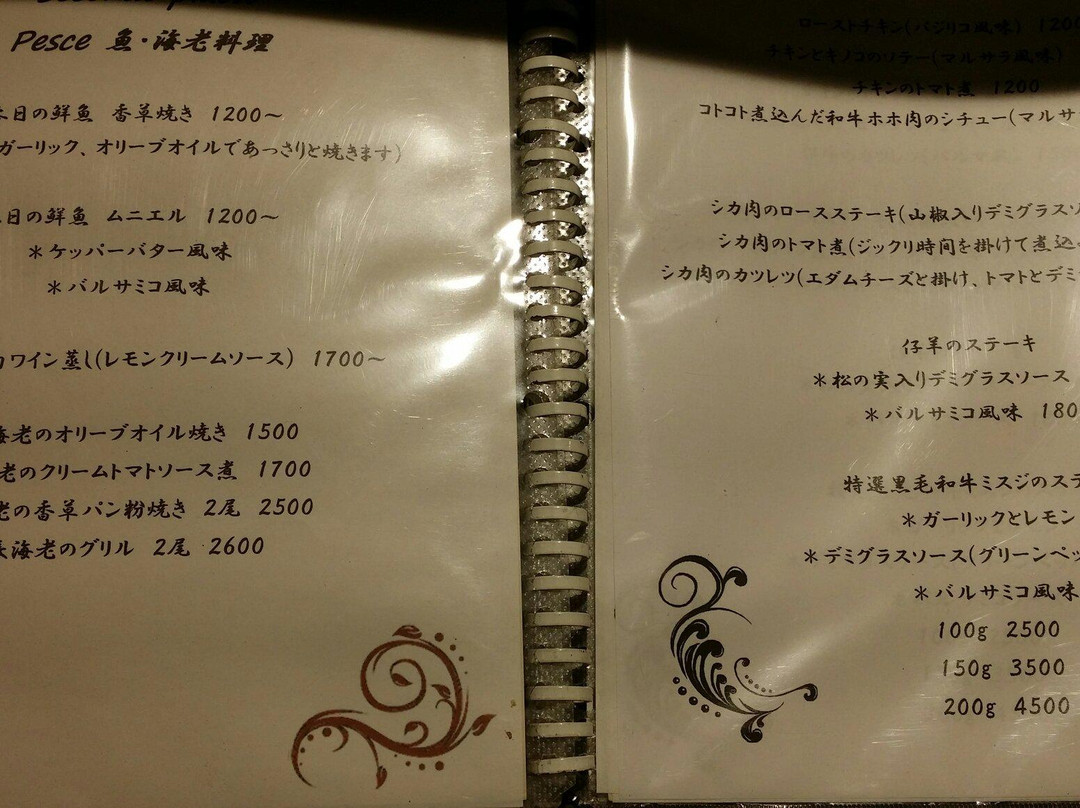 Pesce 魚・海老料理
本日の鮮魚 香草焼き 1200～
ガーリック、オリーブオイルであっさりと焼きます)
日の鮮魚 ムニエル 1200～
＊ケッパーバター風味
＊バルサミコ風味
ワイン蒸し(レモンクリームソース) 1700～
海老のオリーブオイル焼き 1500
老のクリームトマトソース煮 1700
老の香草パン粉焼き 2尾 2500
長海老のグリル 2尾 2600
ローストチキン(バジリコ風味) 1200
チキンとキノコのソテー(マルサラ風味)
チキンのトマト煮 1200
コトコト煮込んだ和牛ホホ肉のシチュー(マルサ
シカ肉のロースステーキ(山椒入りデミグラスソ
シカ肉のトマト煮(ジックリ時間を掛けて煮込
シカ肉のカツレツ(エダムチーズと掛け、トマトとデミ
仔羊のステーキ
＊松の実入りデミグラスソース
＊バルサミコ風味 180
特選黒毛和牛ミスジのステ
＊ガーリックとレモン
＊デミグラスソース(グリーンペッ
＊バルサミコ風味
100g 2500
150g 3500
200g 4500